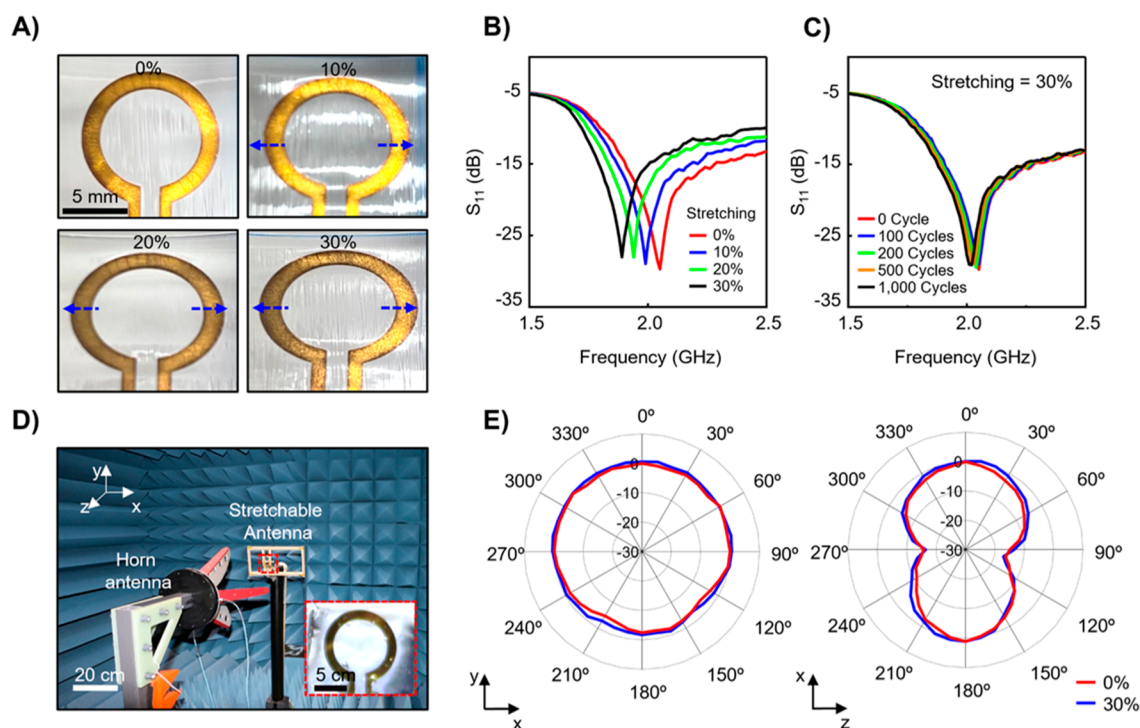 A)
0%
10%
5 mm
20%
30%
B)
-5
-15
-25
-35
S11 (dB)
Stretching
0%
10%
20%
30%
1.5
2.0
2.5
Frequency (GHz)
C)
Stretching = 30%
-5
-15
-25
-35
S11 (dB)
0 Cycle
100 Cycles
200 Cycles
500 Cycles
1,000 Cycles
1.5
2.0
2.5
Frequency (GHz)
D)
y
z
x
Stretchable
Antenna
Horn
antenna
20 cm
5 cm
E)
0º
330º
30º
300º
60º
270º
90º
240º
120º
210º
150º
180º
0
-10
-20
-30
y
x
0º
330º
30º
300º
60º
270º
90º
240º
120º
210º
150º
180º
0
-10
-20
-30
x
z
0%
30%